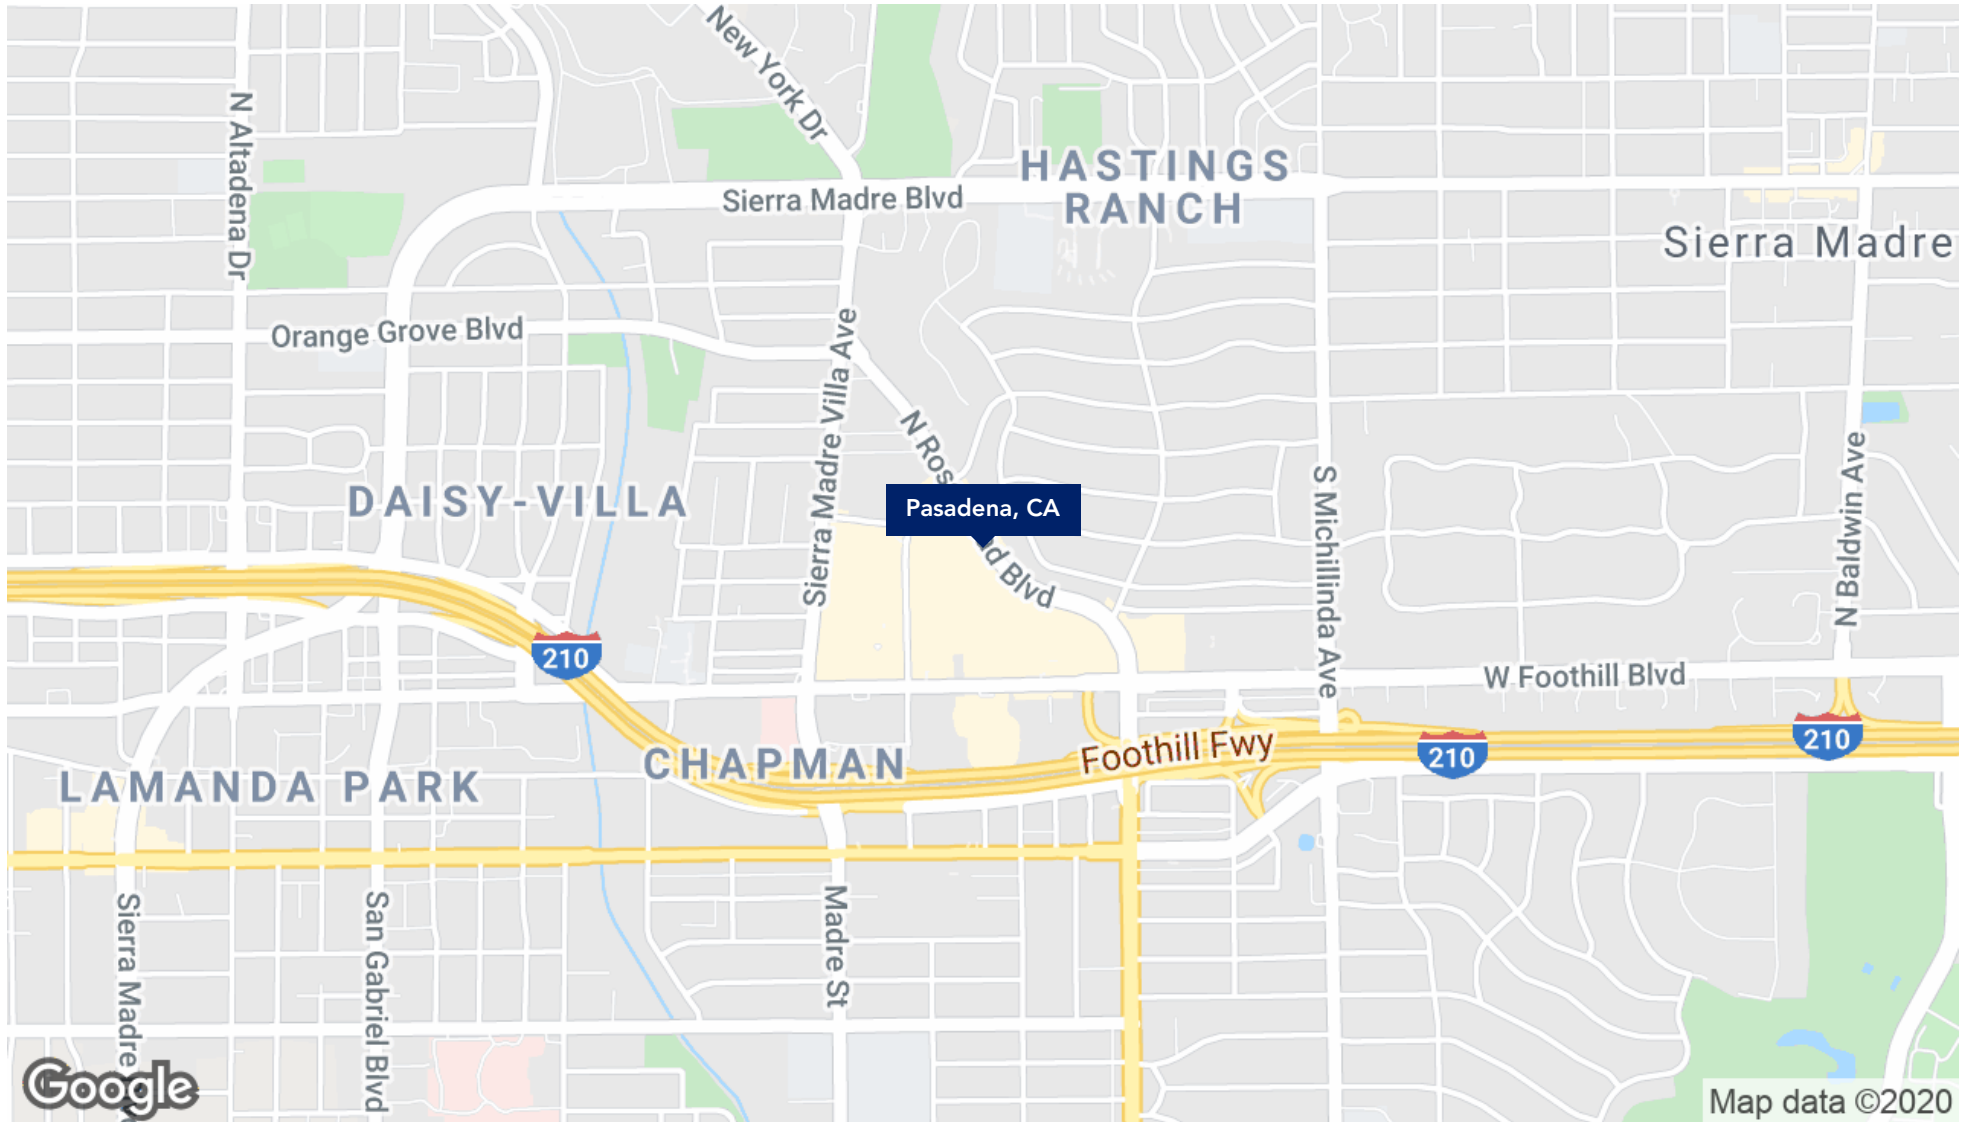 New York Dr
N Altadena Dr
HASTINGS
RANCH
Sierra Madre Blvd
Sierra Madre
Orange Grove Blvd
Sierra Madre Villa Ave
N Ros
Pasadena, CA
d Blvd
DAISY-VILLA
S Michillinda Ave
N Baldwin Ave
210
W Foothill Blvd
Foothill Fwy
210
210
CHAPMAN
LAMANDA PARK
Sierra Madre
San Gabriel Blvd
Madre St
Google
Map data ©2020